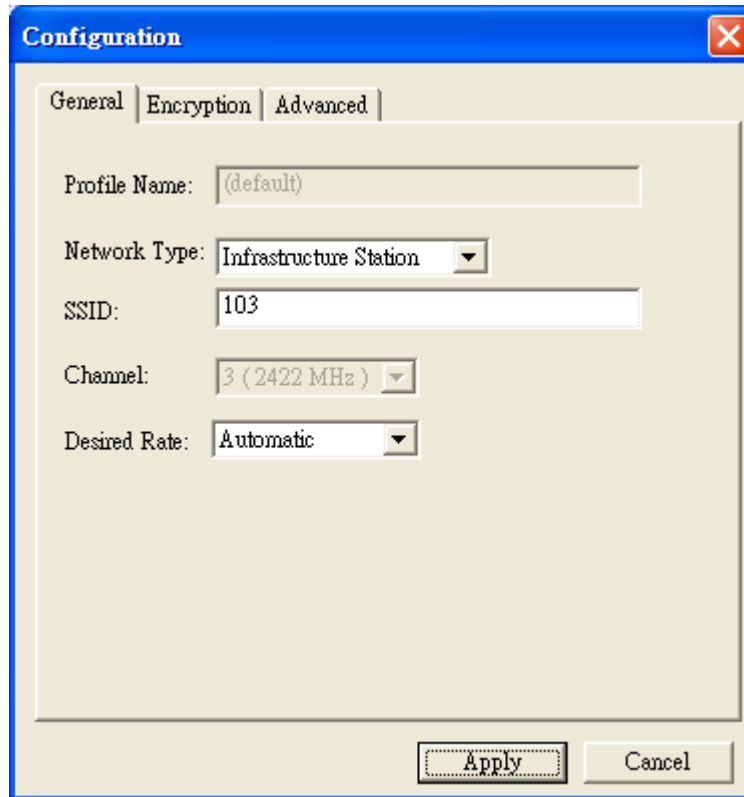 Configuration
General Encryption Advanced
Profile Name: (default)
Network Type: Infrastructure Station
SSID: 103
Channel: 3 ( 2422 MHz )
Desired Rate: Automatic
Apply Cancel